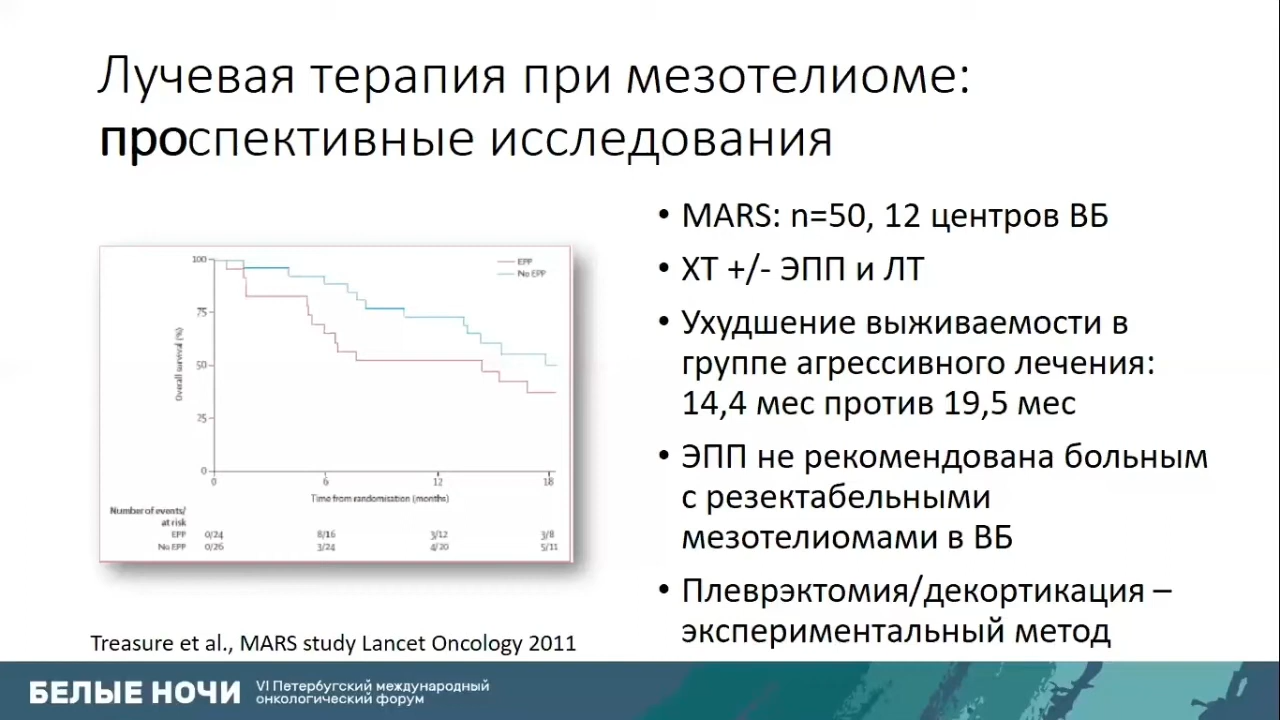 Лучевая терапия при мезотелиоме:
проспективные исследования
100
75
50
25
0
Overall survival (%)
EPP
No EPP
0
6
12
18
Time from randomisation (months)
Number of events/
at risk
EPP 0/24 8/16 3/12 3/8
No EPP 0/26 3/24 4/20 5/11
Treasure et al., MARS study Lancet Oncology 2011
• MARS: n=50, 12 центров ВБ
• ХТ +/- ЭПП и ЛТ
• Ухудшение выживаемости в
группе агрессивного лечения:
14,4 мес против 19,5 мес
• ЭПП не рекомендована больным
с резектабельными
мезотелиомами в ВБ
• Плеврэктомия/декортикация –
экспериментальный метод
БЕЛЫЕ НОЧИ
VI Петербургский международный
онкологический форум